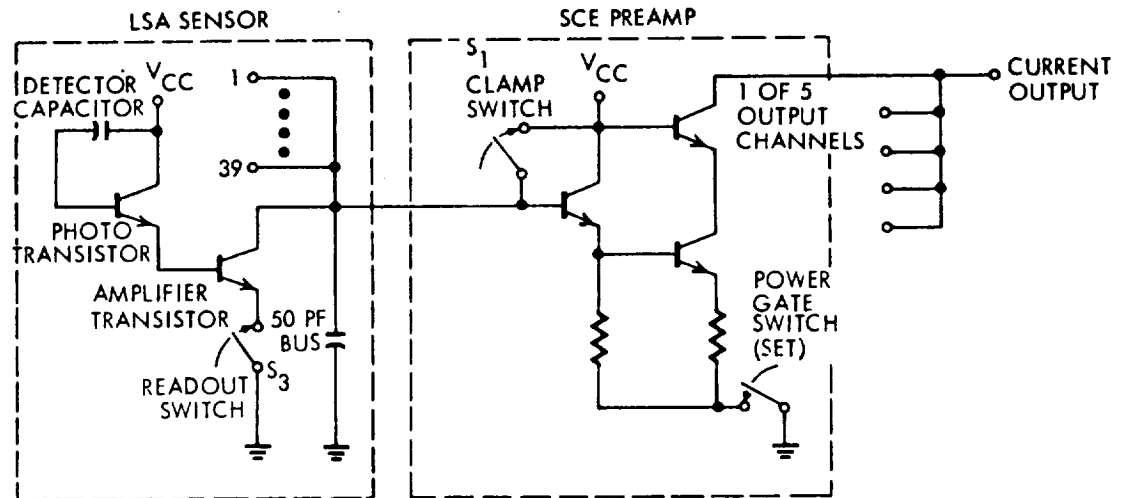 LSA SENSOR
DETECTOR
CAPACITOR
VCC
1
39
PHOTO
TRANSISTOR
AMPLIFIER
TRANSISTOR
50 PF
BUS
READOUT
SWITCH
S3
SCE PREAMP
S1
CLAMP
SWITCH
VCC
1 OF 5
OUTPUT
CHANNELS
POWER
GATE
SWITCH
(SET)
CURRENT
OUTPUT